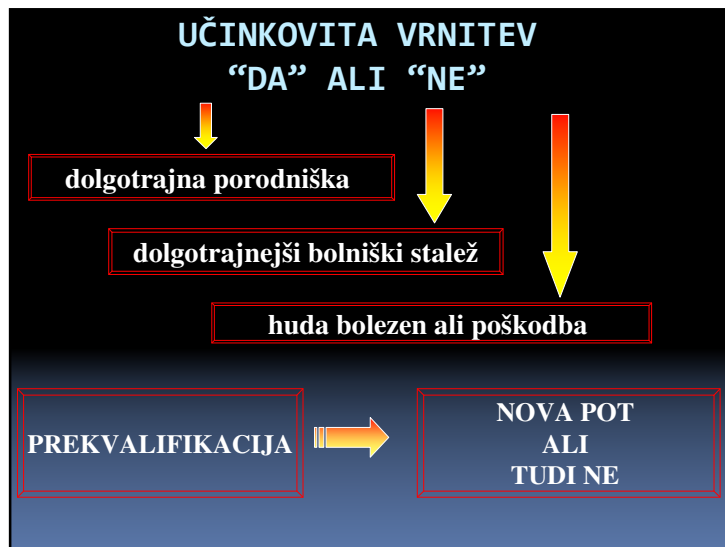 UČINKOVITA VRNITEV
“DA” ALI “NE”
dolgotrajna porodniška
dolgotrajnejši bolniški stalež
huda bolezen ali poškodba
PREKVALIFIKACIJA
NOVA POT
ALI
TUDI NE